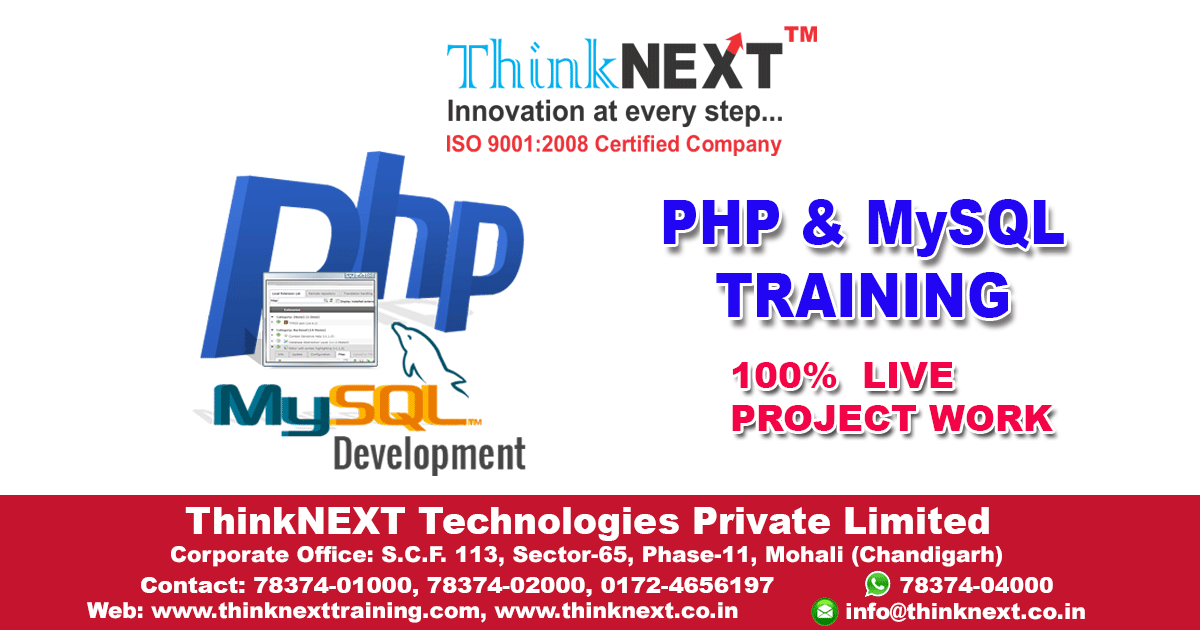 ThinkNEXT™
Innovation at every step...
ISO 9001:2008 Certified Company
php
MySQL™
Development
PHP & MySQL
TRAINING
100% LIVE
PROJECT WORK
ThinkNEXT Technologies Private Limited
Corporate Office: S.C.F. 113, Sector-65, Phase-11, Mohali (Chandigarh)
Contact: 78374-01000, 78374-02000, 0172-4656197
78374-04000
Web: www.thinknexttraining.com, www.thinknext.co.in
info@thinknext.co.in